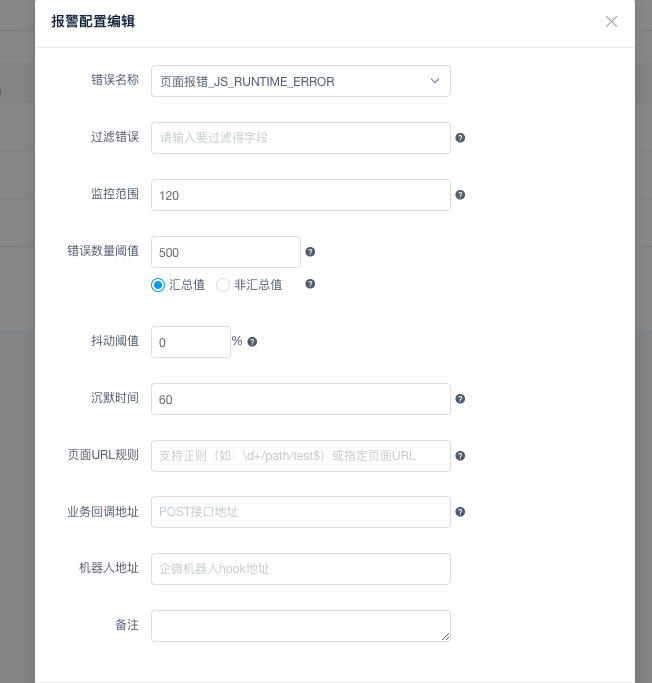 报警配置编辑
错误名称 页面报错_JS_RUNTIME_ERROR
过滤错误 请输入要过滤得字段
监控范围 120
错误数量阈值 500
汇总值 非汇总值
抖动阈值 0 %
沉默时间 60
页面URL规则 支持正则（如：\d+/path/test$）或指定页面URL
业务回调地址 POST接口地址
机器人地址 企微机器人hook地址
备注